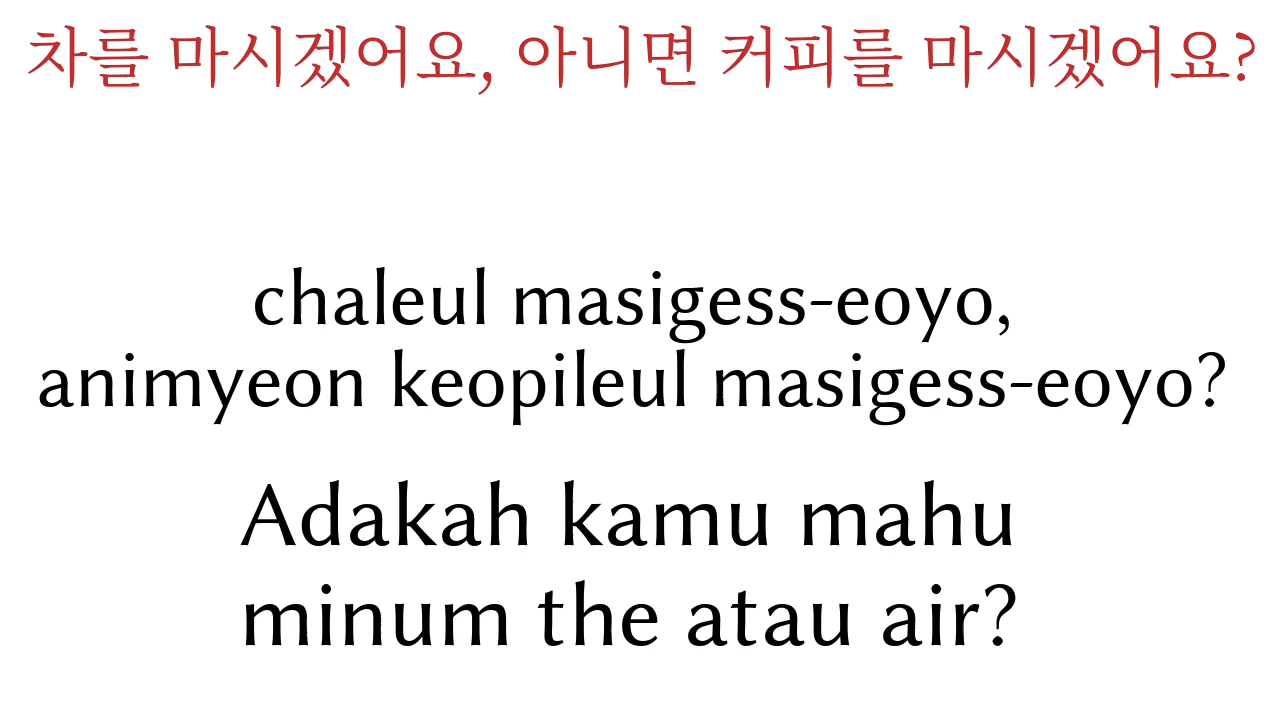 차를 마시겠어요, 아니면 커피를 마시겠어요?
chaleul masigess-eoyo,
animyeon keopileul masigess-eoyo?
Adakah kamu mahu
minum the atau air?